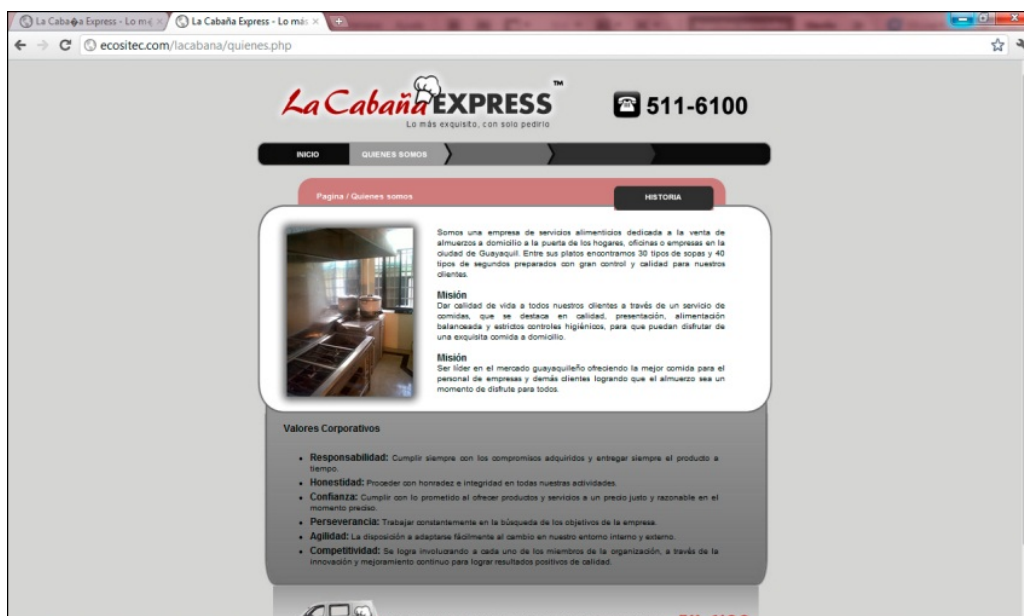 La Caba�a Express - Lo m
La Cabaña Express - Lo más
ecositec.com/lacabana/quienes.php
La Cabaña EXPRESS™
Lo más exquisito, con solo pedirlo
511-6100
INICIO
QUIENES SOMOS
Pagina / Quienes somos
HISTORIA
Somos una empresa de servicios alimenticios dedicada a la venta de
almuerzos a domicilio a la puerta de los hogares, oficinas o empresas en la
ciudad de Guayaquil. Entre sus platos encontramos 30 tipos de sopas y 40
tipos de segundos preparados con gran control y calidad para nuestros
clientes.
Misión
Dar calidad de vida a todos nuestros clientes a través de un servicio de
comidas, que se destaca en calidad, presentación, alimentación
balanceada y estrictos controles higiénicos, para que puedan disfrutar de
una exquisita comida a domicilio.
Misión
Ser líder en el mercado guayaquileño ofreciendo la mejor comida para el
personal de empresas y demás clientes logrando que el almuerzo sea un
momento de disfrute para todos.
Valores Corporativos
• Responsabilidad: Cumplir siempre con los compromisos adquiridos y entregar siempre el producto a
tiempo.
• Honestidad: Proceder con honradez e integridad en todas nuestras actividades.
• Confianza: Cumplir con lo prometido al ofrecer productos y servicios a un precio justo y razonable en el
momento preciso.
• Perseverancia: Trabajar constantemente en la búsqueda de los objetivos de la empresa.
• Agilidad: La disposición a adaptarse fácilmente al cambio en nuestro entorno interno y externo.
• Competitividad: Se logra involucrando a cada uno de los miembros de la organización, a través de la
innovación y mejoramiento continuo para lograr resultados positivos de calidad.